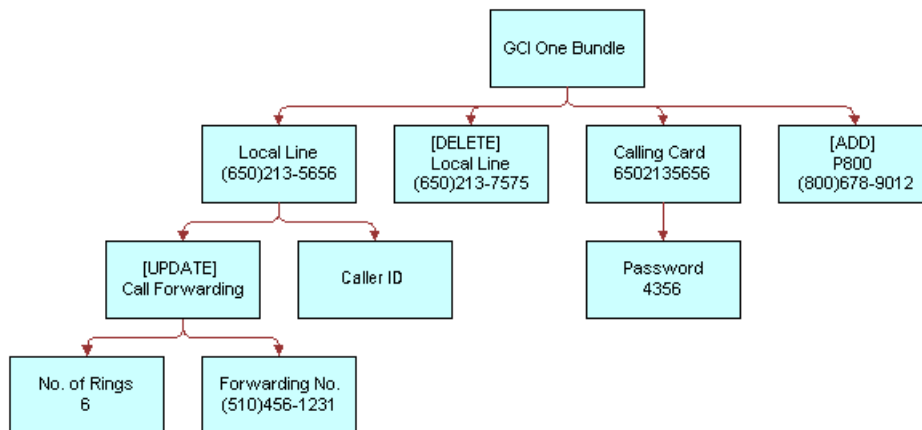 GCI One Bundle
Local Line
(650)213-5656
[DELETE]
Local Line
(650)213-7575
Calling Card
6502135656
[ADD]
P800
(800)678-9012
[UPDATE]
Call Forwarding
Caller ID
Password
4356
No. of Rings
6
Forwarding No.
(510)456-1231